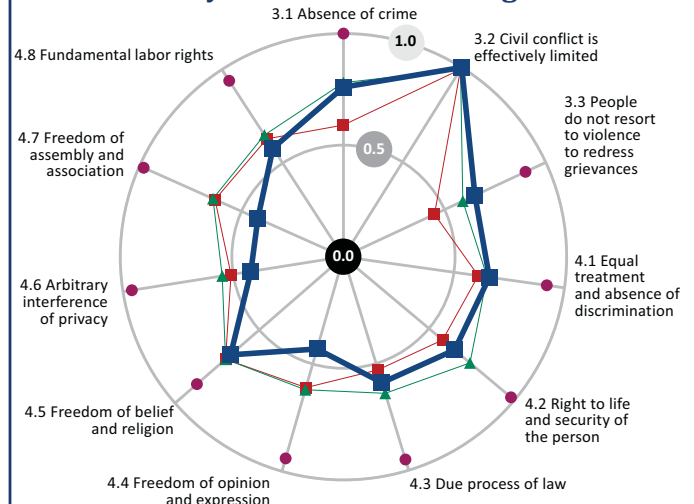 3.1 Absence of crime
1.0
3.2 Civil conflict is
effectively limited
4.8 Fundamental labor rights
3.3 People
do not resort
to violence
to redress
grievances
0.5
4.7 Freedom of
assembly and
association
0.0
4.1 Equal
treatment
and absence of
discrimination
4.6 Arbitrary
interference
of privacy
4.2 Right to life
and security of
the person
4.5 Freedom of belief
and religion
4.4 Freedom of opinion
and expression
4.3 Due process of law